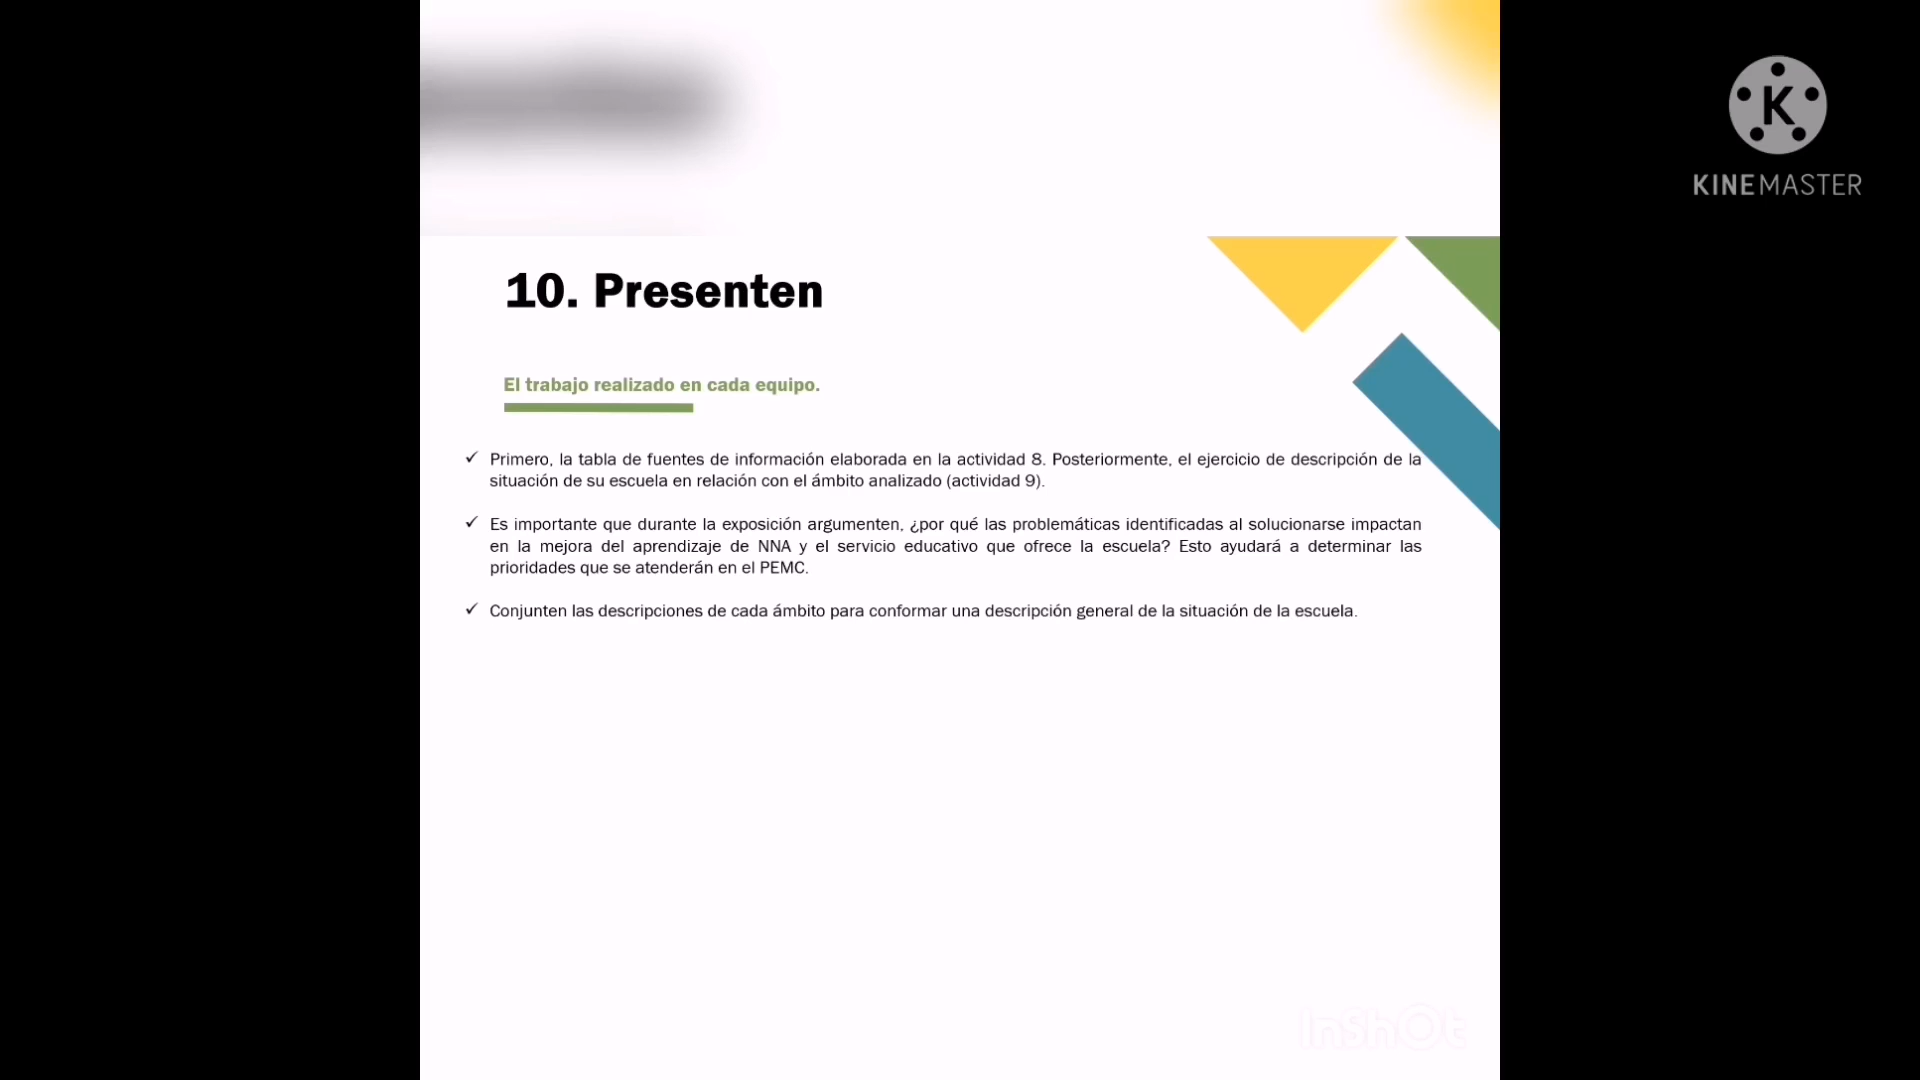 KINEMASTER
10. Presenten
El trabajo realizado en cada equipo.
✓ Primero, la tabla de fuentes de información elaborada en la actividad 8. Posteriormente, el ejercicio de descripción de la
situación de su escuela en relación con el ámbito analizado (actividad 9).
✓ Es importante que durante la exposición argumenten, ¿por qué las problemáticas identificadas al solucionarse impactan
en la mejora del aprendizaje de NNA y el servicio educativo que ofrece la escuela? Esto ayudará a determinar las
prioridades que se atenderán en el PEMC.
✓ Conjunten las descripciones de cada ámbito para conformar una descripción general de la situación de la escuela.
InShOt